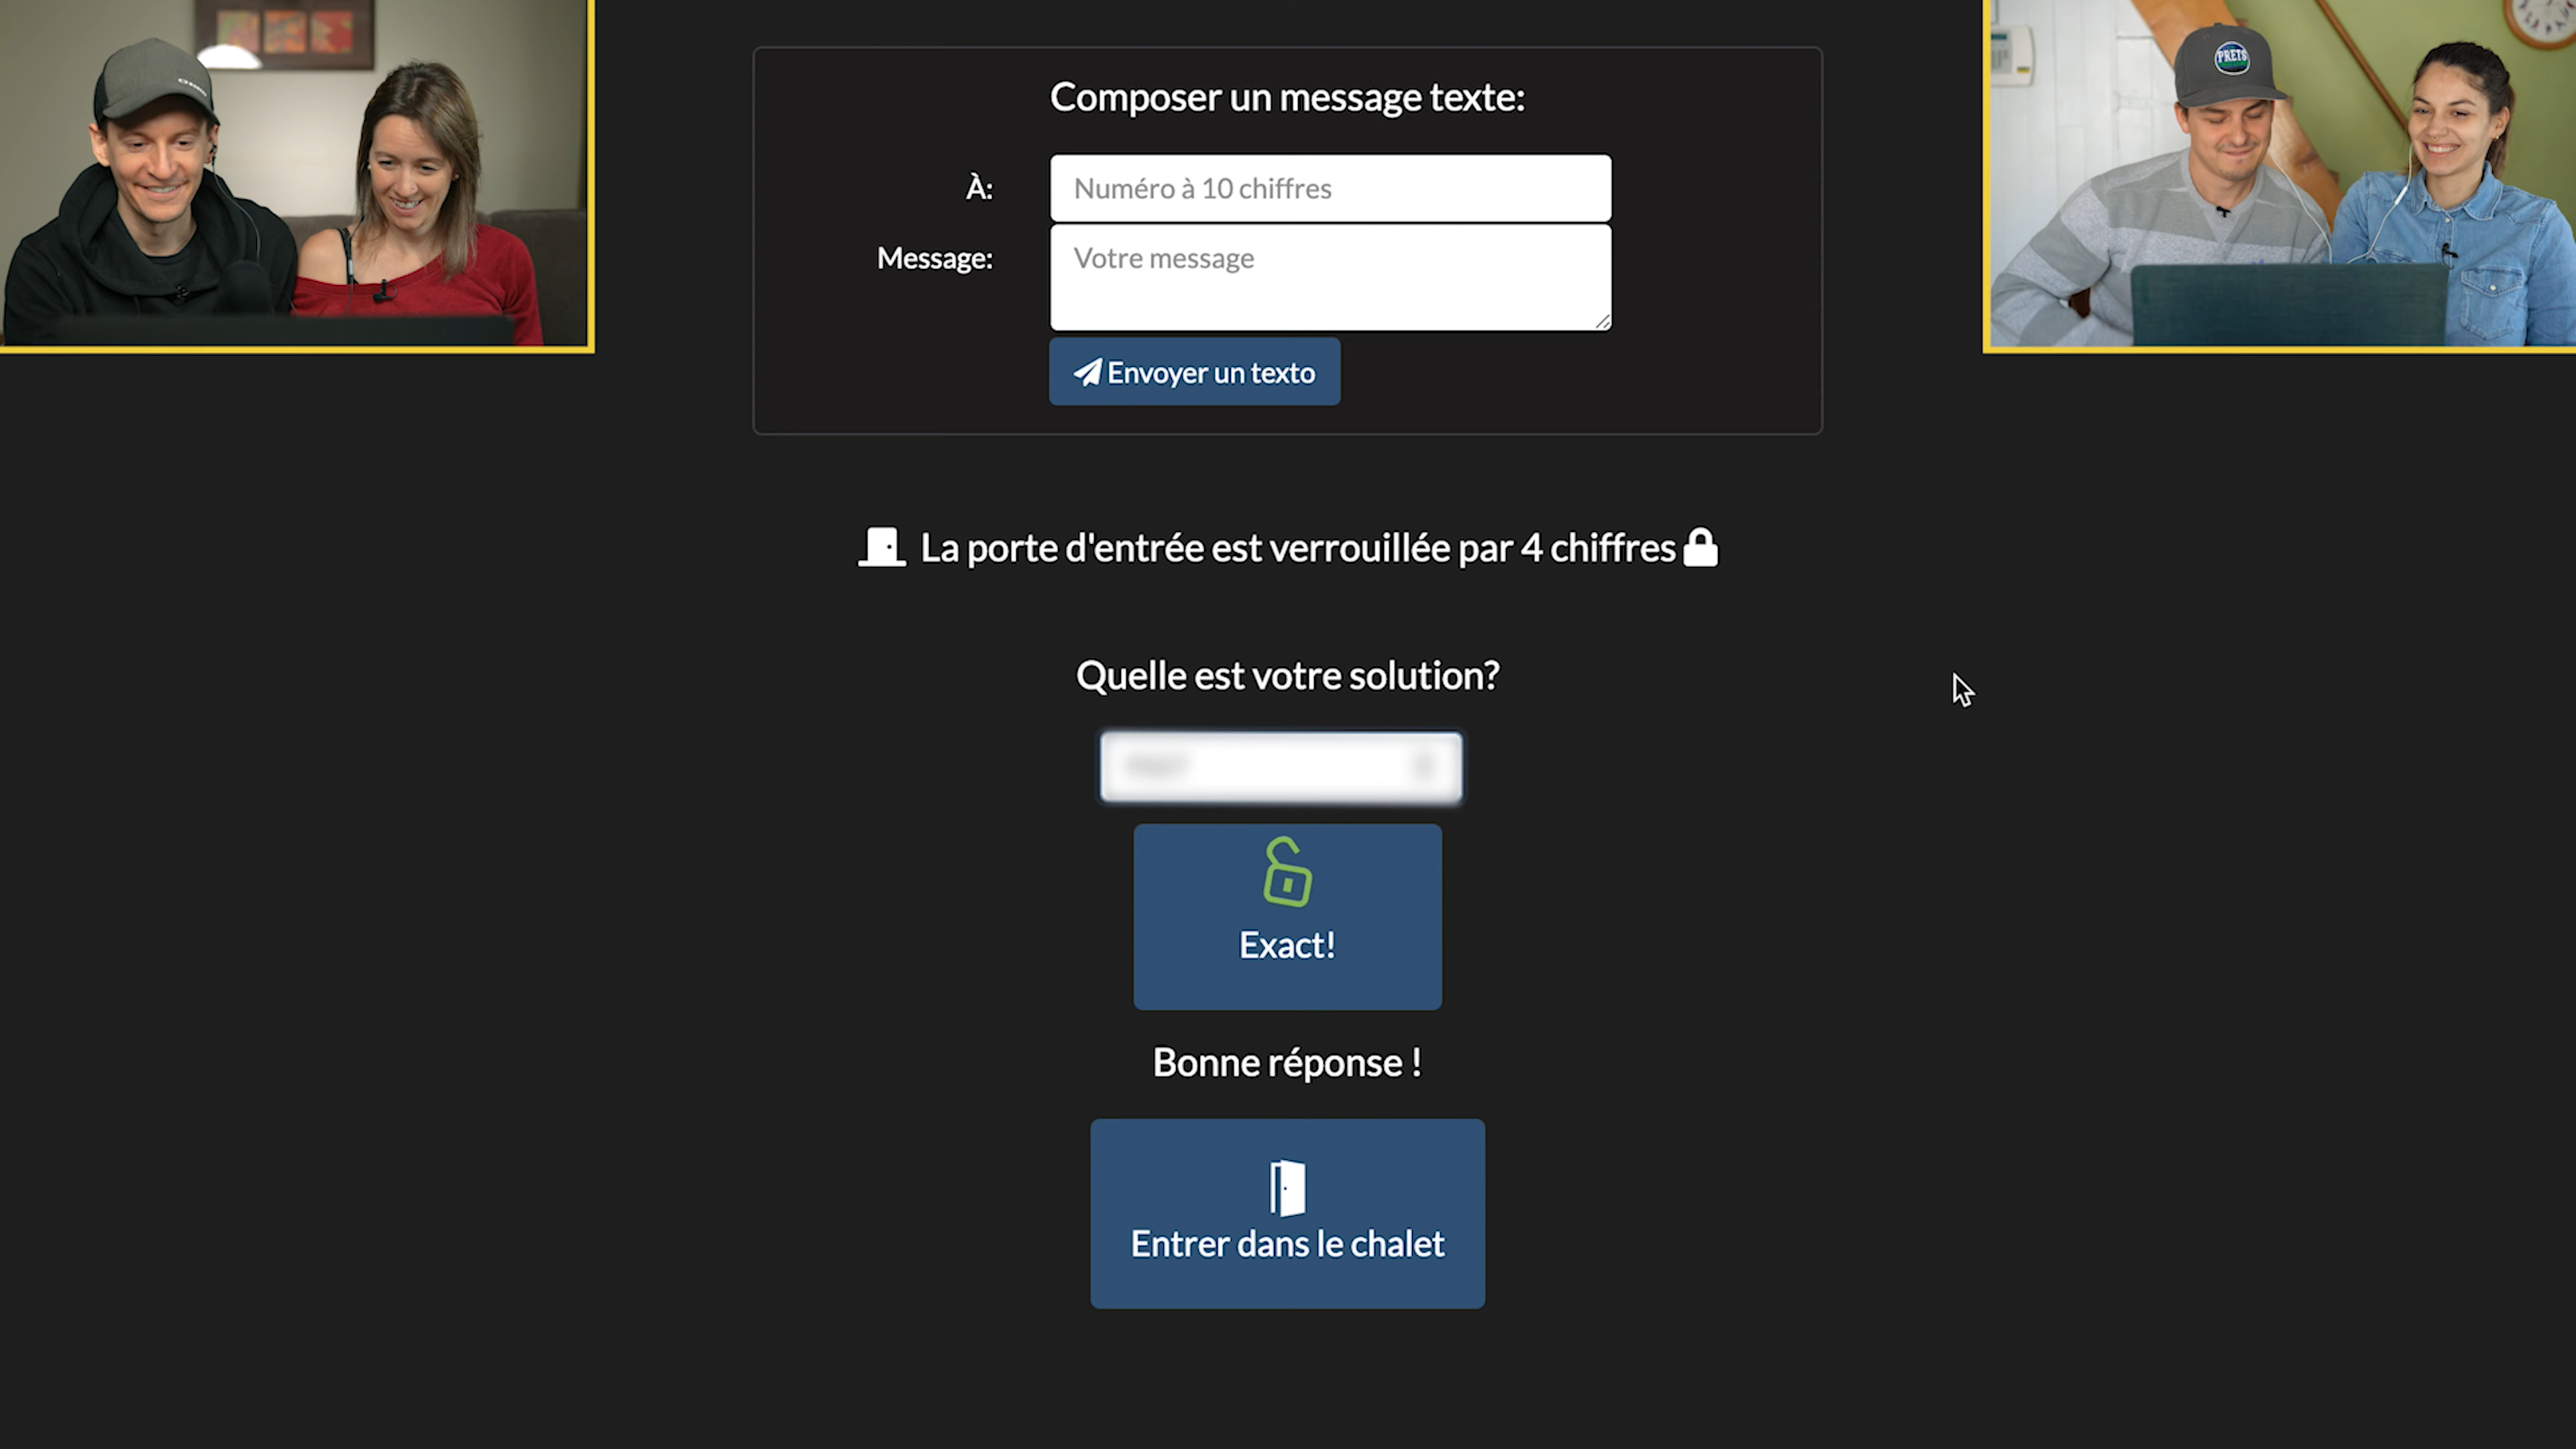 PRETS
Composer un message texte:
À:
Numéro à 10 chiffres
Message:
Votre message
Envoyer un texto
La porte d'entrée est verrouillée par 4 chiffres
Quelle est votre solution?
Exact!
Bonne réponse !
Entrer dans le chalet